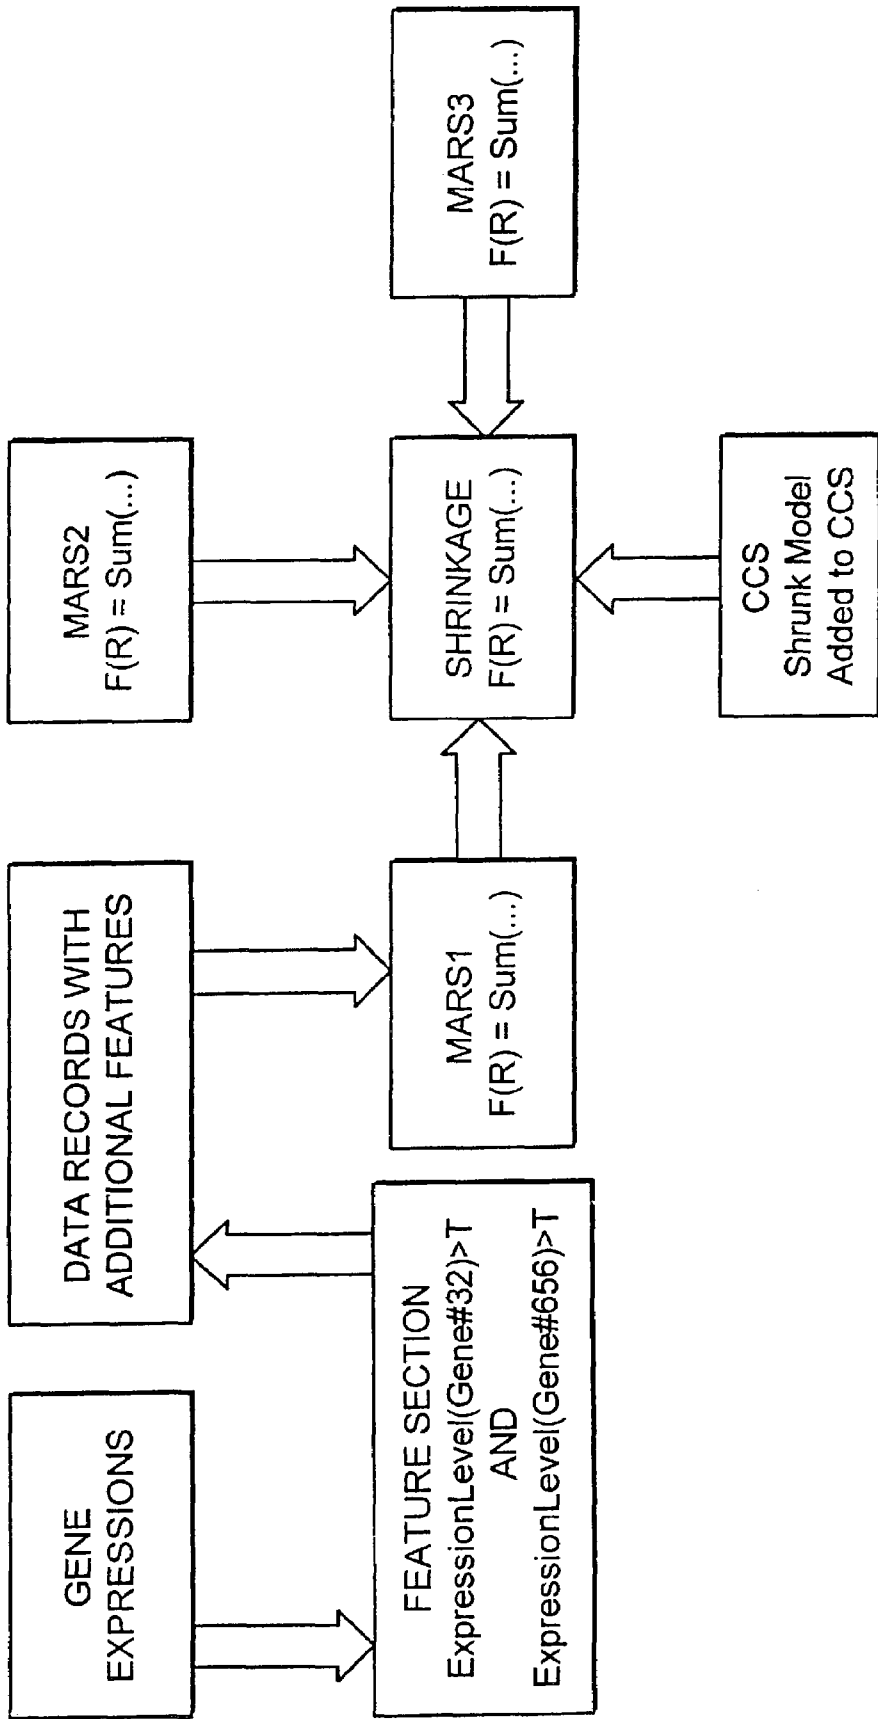 GENE
EXPRESSIONS
FEATURE SECTION
ExpressionLevel(Gene#32)>T
AND
ExpressionLevel(Gene#656)>T
DATA RECORDS WITH
ADDITIONAL FEATURES
MARS1
F(R) = Sum(...)
MARS2
F(R) = Sum(...)
SHRINKAGE
F(R) = Sum(...)
CCS
Shrunk Model
Added to CCS
MARS3
F(R) = Sum(...)